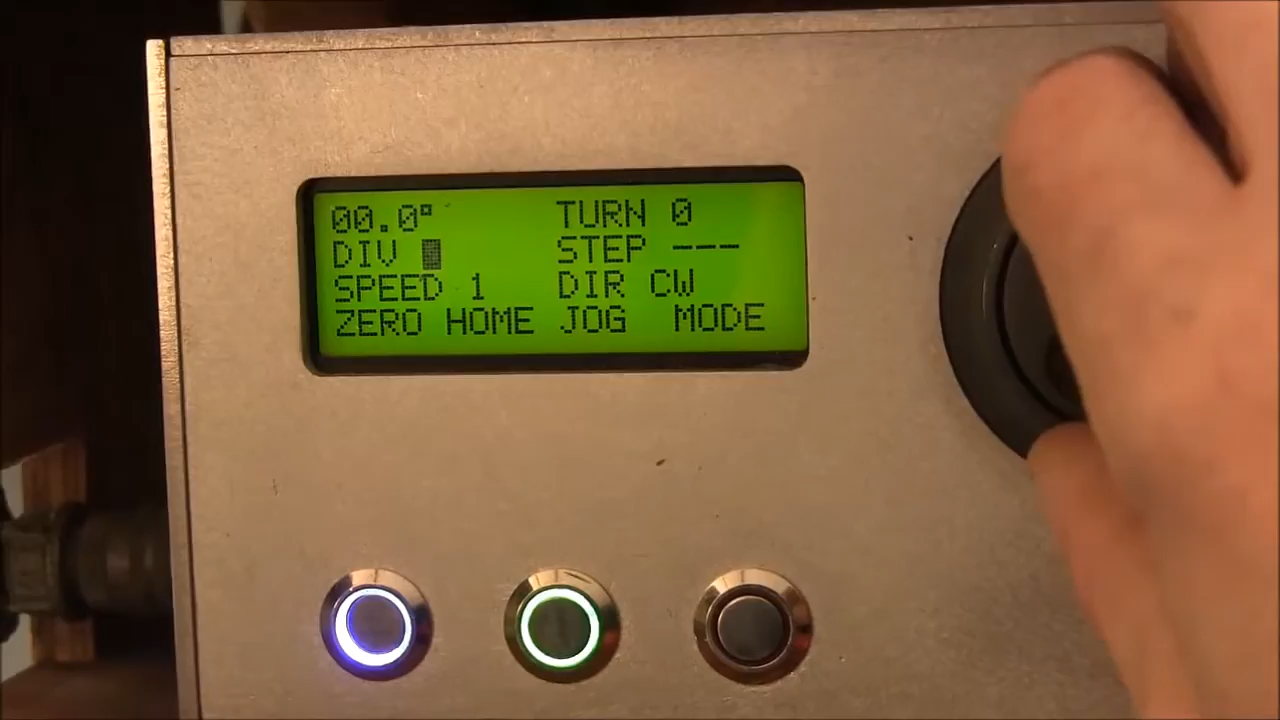 00.0° TURN 0
DIV STEP ---
SPEED 1 DIR CW
ZERO HOME JOG MODE